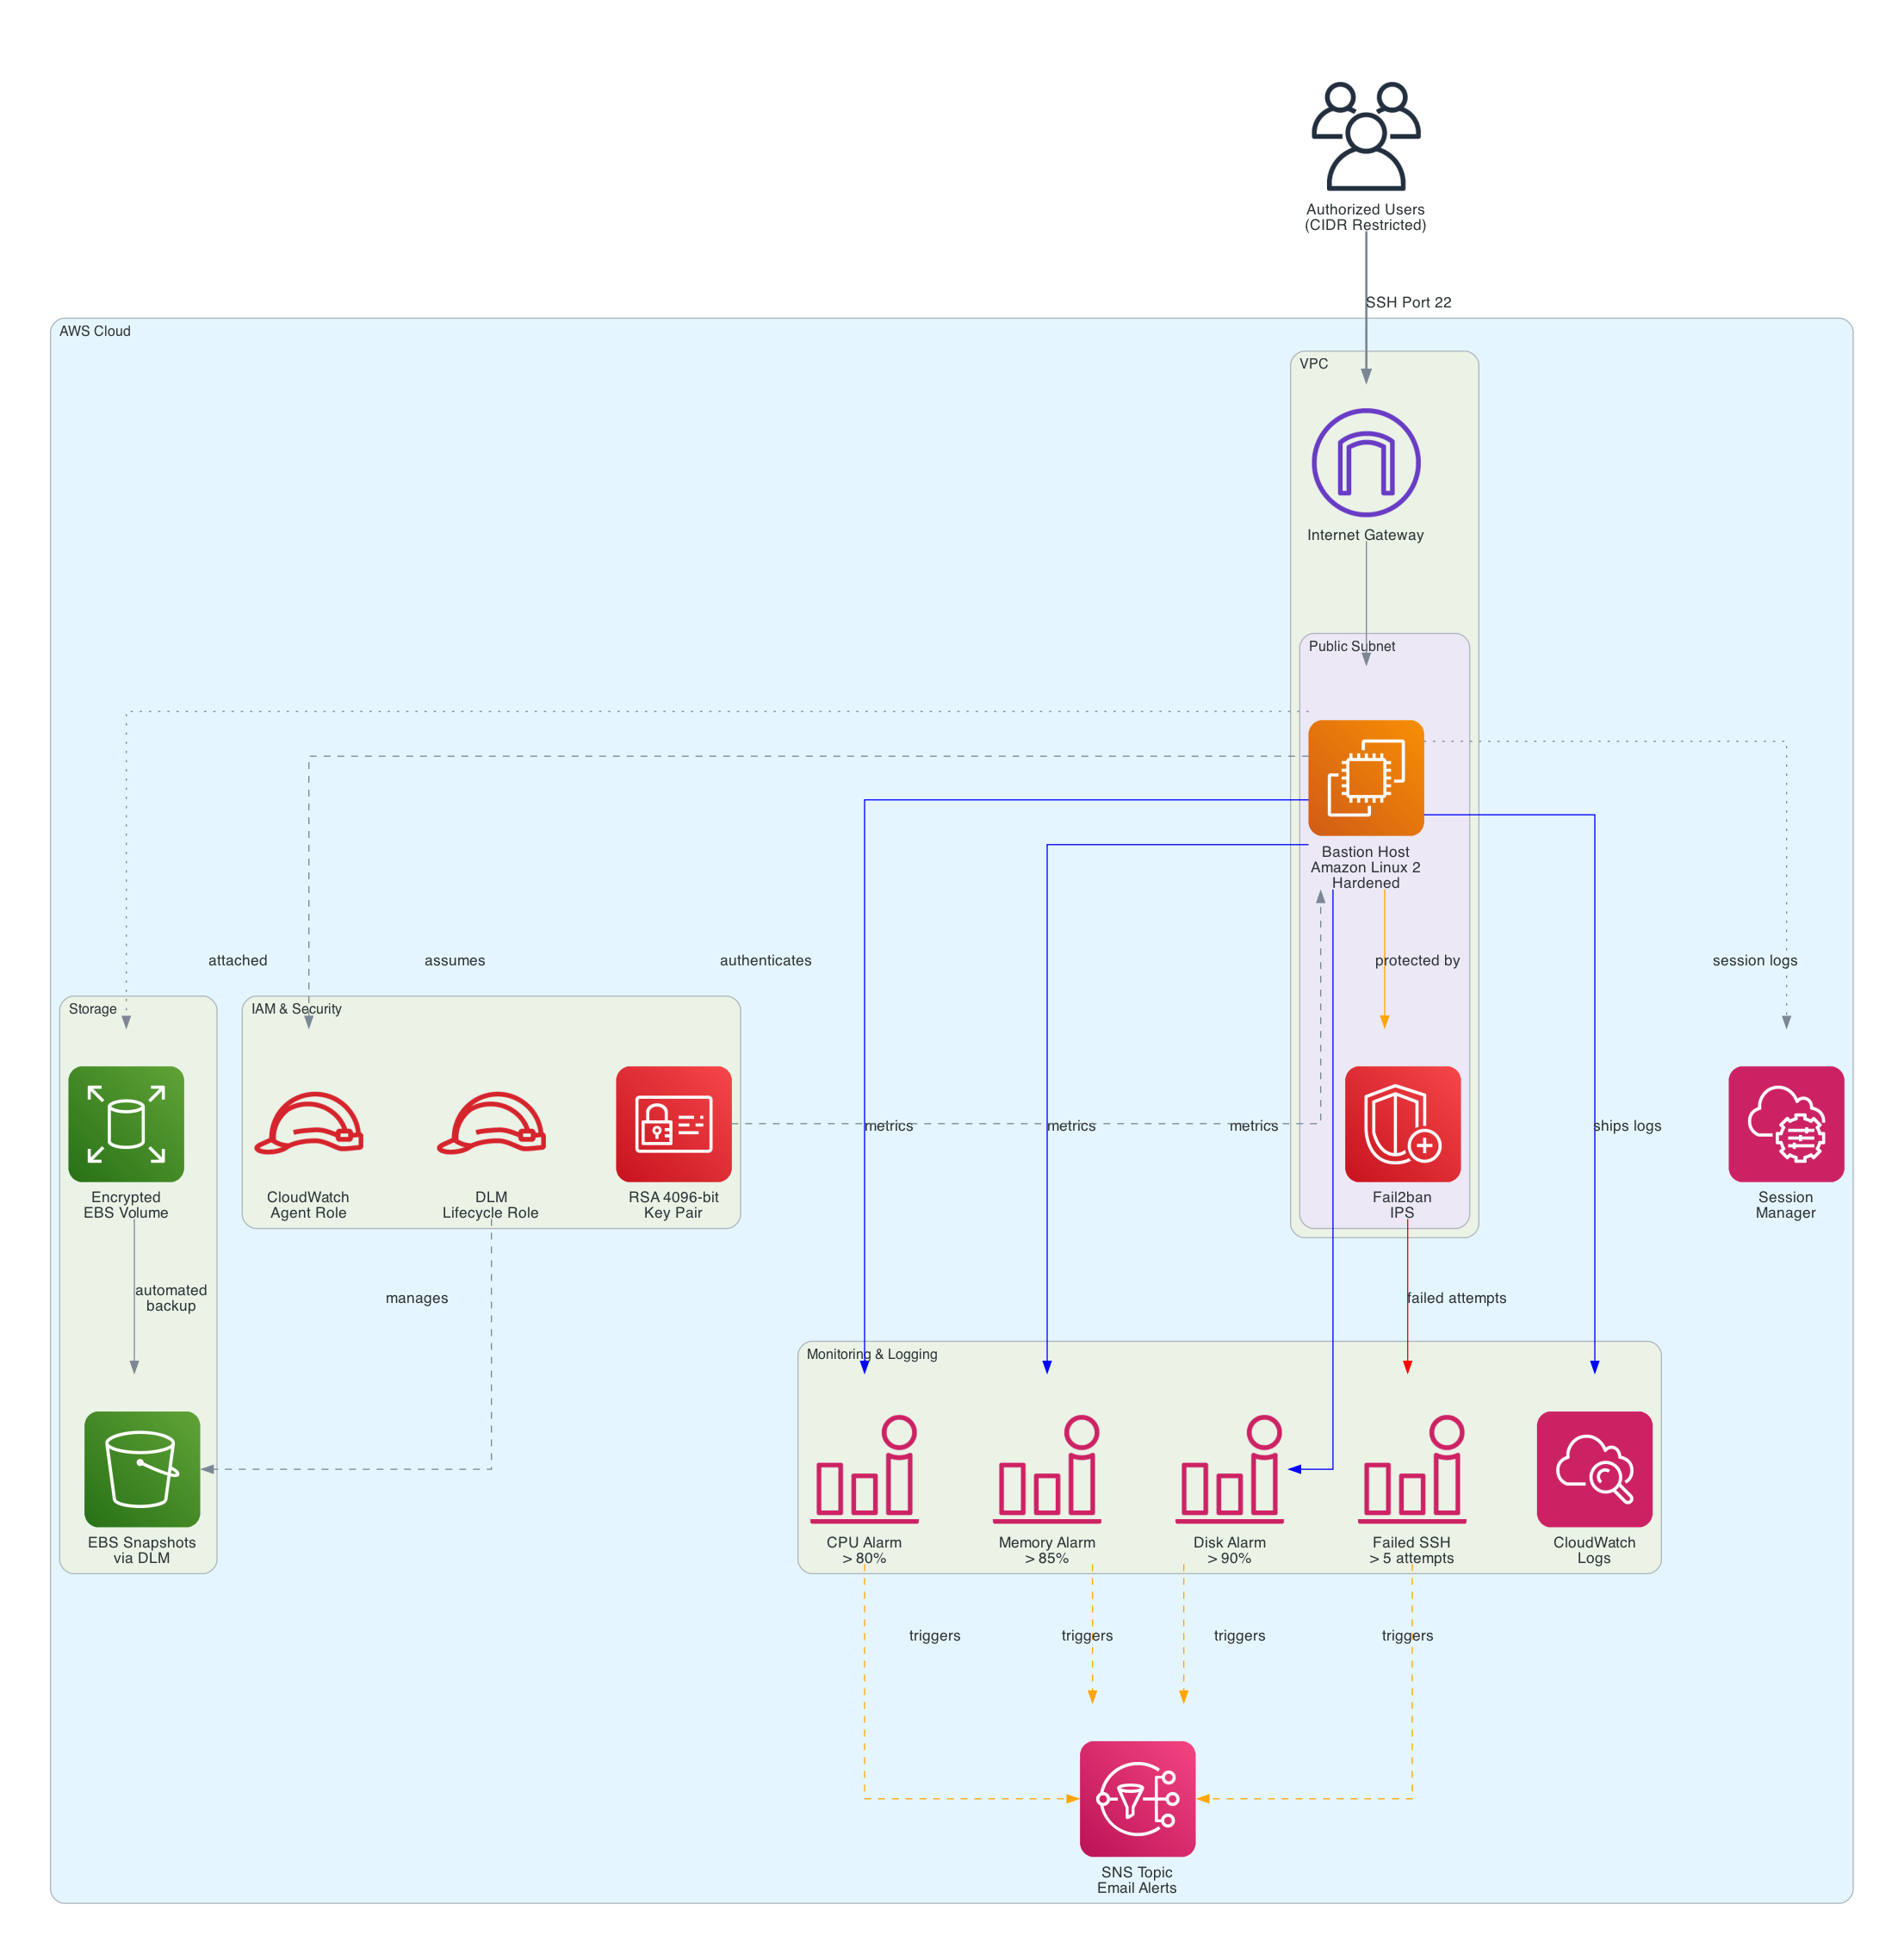 Authorized Users
(CIDR Restricted)
SSH Port 22
AWS Cloud
VPC
Internet Gateway
Public Subnet
Bastion Host
Amazon Linux 2
Hardened
attached
assumes
authenticates
protected by
session logs
Storage
IAM & Security
metrics
metrics
metrics
ships logs
Encrypted
EBS Volume
CloudWatch
Agent Role
DLM
Lifecycle Role
RSA 4096-bit
Key Pair
Fail2ban
IPS
Session
Manager
automated
backup
manages
failed attempts
Monitoring & Logging
EBS Snapshots
via DLM
CPU Alarm
> 80%
Memory Alarm
> 85%
Disk Alarm
> 90%
Failed SSH
> 5 attempts
CloudWatch
Logs
triggers
triggers
triggers
triggers
SNS Topic
Email Alerts